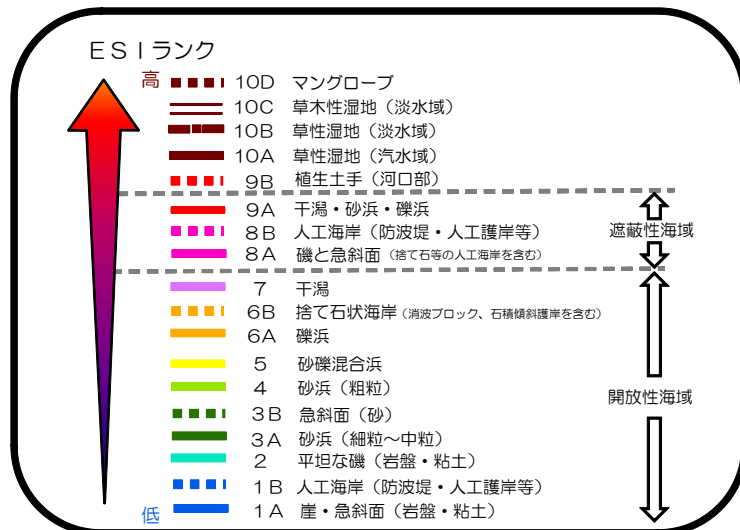 ESIランク
高 10D マングローブ
10C 草木性湿地（淡水域）
10B 草性湿地（淡水域）
10A 草性湿地（汽水域）
9B 植生土手（河口部）
9A 干潟・砂浜・礫浜
8B 人工海岸（防波堤・人工護岸等） 遮蔽性海域
8A 磯と急斜面（捨て石等の人工海岸を含む）
7 干潟
6B 捨て石状海岸（消波ブロック、石積傾斜護岸を含む）
6A 礫浜
5 砂礫混合浜
4 砂浜（粗粒） 開放性海域
3B 急斜面（砂）
3A 砂浜（細粒～中粒）
2 平坦な磯（岩盤・粘土）
1B 人工海岸（防波堤・人工護岸等）
低 1A 崖・急斜面（岩盤・粘土）